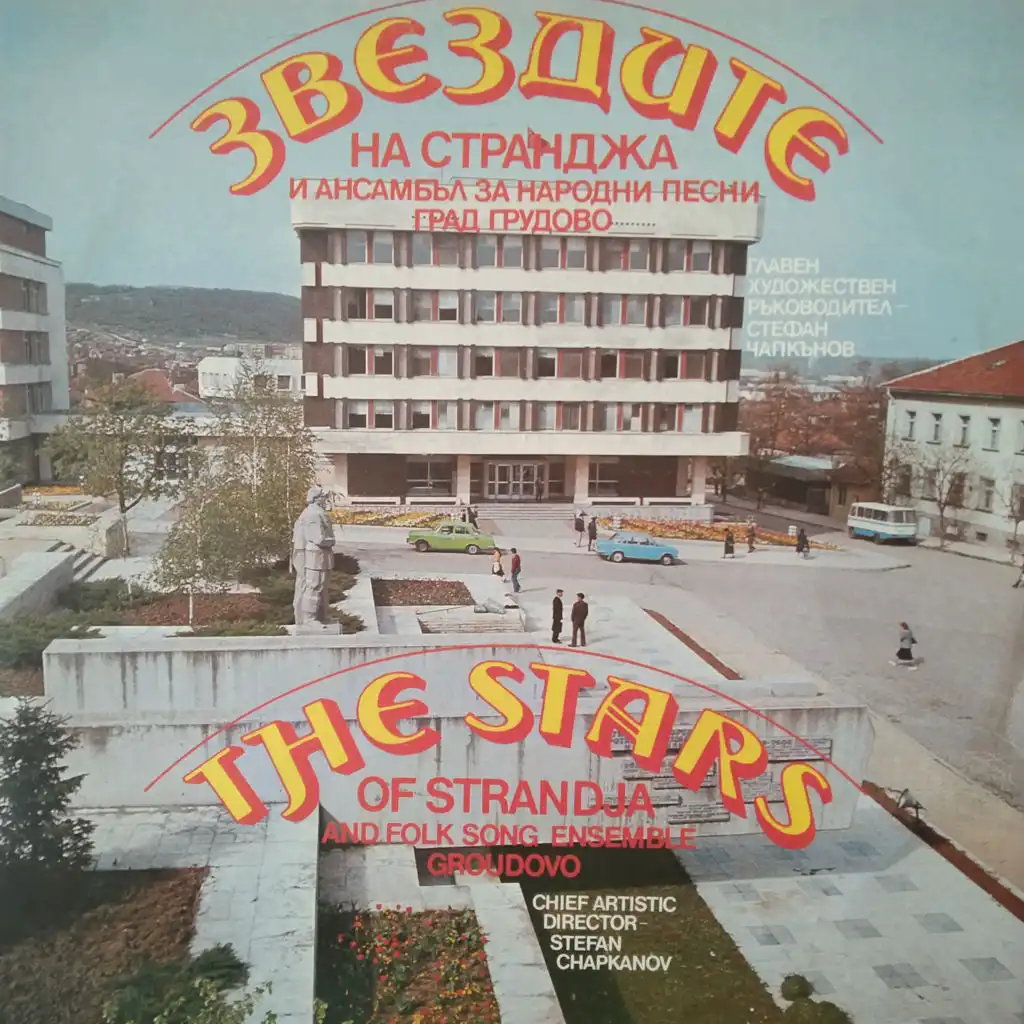 ЗВЕЗДИТЕ
НА СТРАНДЖА
И АНСАМБЪЛ ЗА НАРОДНИ ПЕСНИ
ГРАД ГРУДОВО
ГЛАВЕН
ХУДОЖЕСТВЕН
РЪКОВОДИТЕЛ–
СТЕФАН
ЧАПКЪНОВ
THE STARS
OF STRANDJA
AND FOLK SONG ENSEMBLE
GROUDOVO
CHIEF ARTISTIC
DIRECTOR–
STEFAN
CHAPKANOV